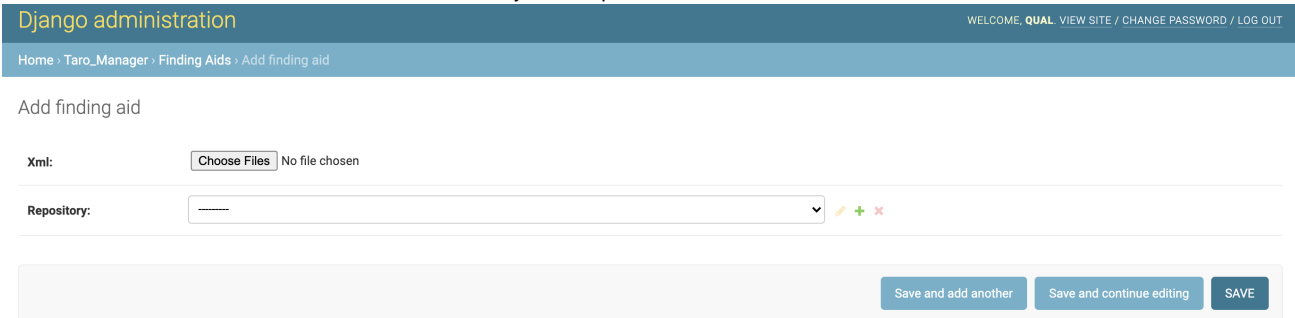 Django administration
WELCOME, QUAL. VIEW SITE / CHANGE PASSWORD / LOG OUT
Home › Taro_Manager › Finding Aids › Add finding aid
Add finding aid
Xml: Choose Files No file chosen
Repository: ---------
Save and add another Save and continue editing SAVE